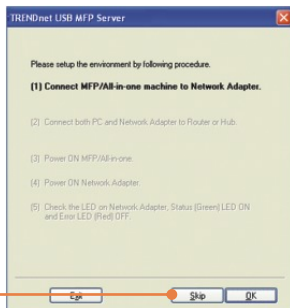 TRENDnet USB MFP Server
Please setup the environment by following procedure.
(1) Connect MFP/All-in-one machine to Network Adapter.
(2) Connect both PC and Network Adapter to Router or Hub.
(3) Power ON MFP/All-in-one.
(4) Power ON Network Adapter.
(5) Check the LED on Network Adapter, Status (Green) LED ON
and Error LED (Red) OFF.
Exit Skip OK